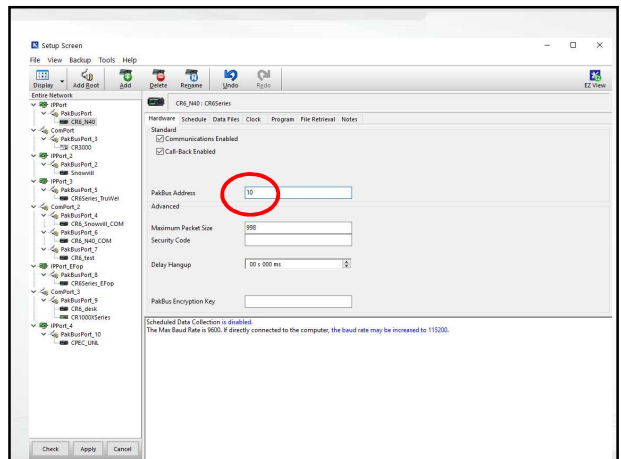 Setup Screen
File View Backup Tools Help
Display Add Root Add Delete Rename Undo Redo EZ View
Entire Network
IPPort
PakBusPort
CR6_N40
ComPort
PakBusPort_3
CR3000
IPPort_2
PakBusPort_2
Snowvill
IPPort_3
PakBusPort_5
CR6Series_TruWel
ComPort_2
PakBusPort_4
CR6_Snowvill_COM
PakBusPort_6
CR6_N40_COM
PakBusPort_7
CR6_test
IPPort_EFop
PakBusPort_8
CR6Series_EFop
ComPort_3
PakBusPort_9
CR6_desk
CR1000XSeries
IPPort_4
PakBusPort_10
CPEC_UNL
CR6_N40 : CR6Series
Hardware Schedule Data Files Clock Program File Retrieval Notes
Standard
Communications Enabled
Call-Back Enabled
PakBus Address 10
Advanced
Maximum Packet Size 998
Security Code
Delay Hangup 00 s 000 ms
PakBus Encryption Key
Scheduled Data Collection is disabled.
The Max Baud Rate is 9600. If directly connected to the computer, the baud rate may be increased to 115200.
Check Apply Cancel